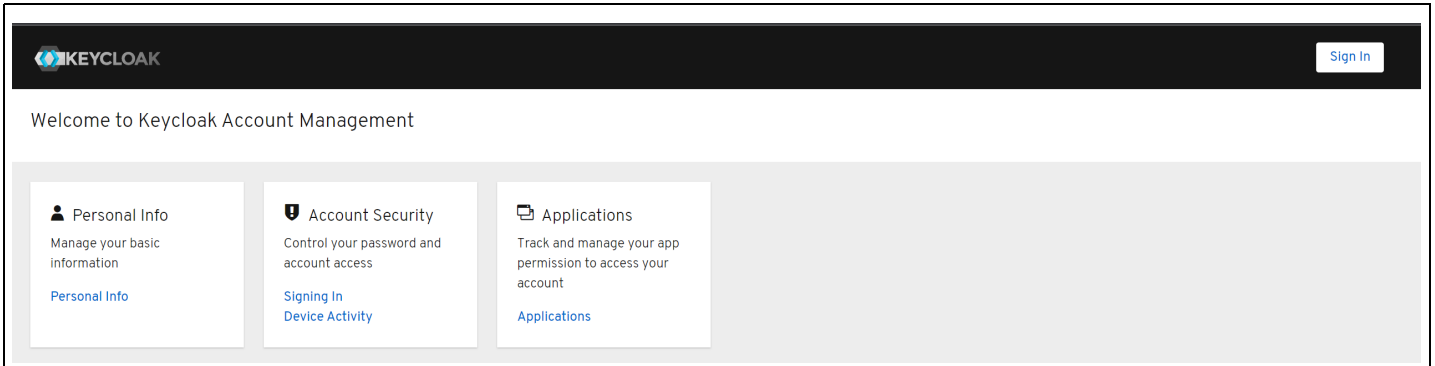 KEYCLOAK
Sign In
Welcome to Keycloak Account Management
Personal Info
Manage your basic
information
Personal Info
Account Security
Control your password and
account access
Signing In
Device Activity
Applications
Track and manage your app
permission to access your
account
Applications